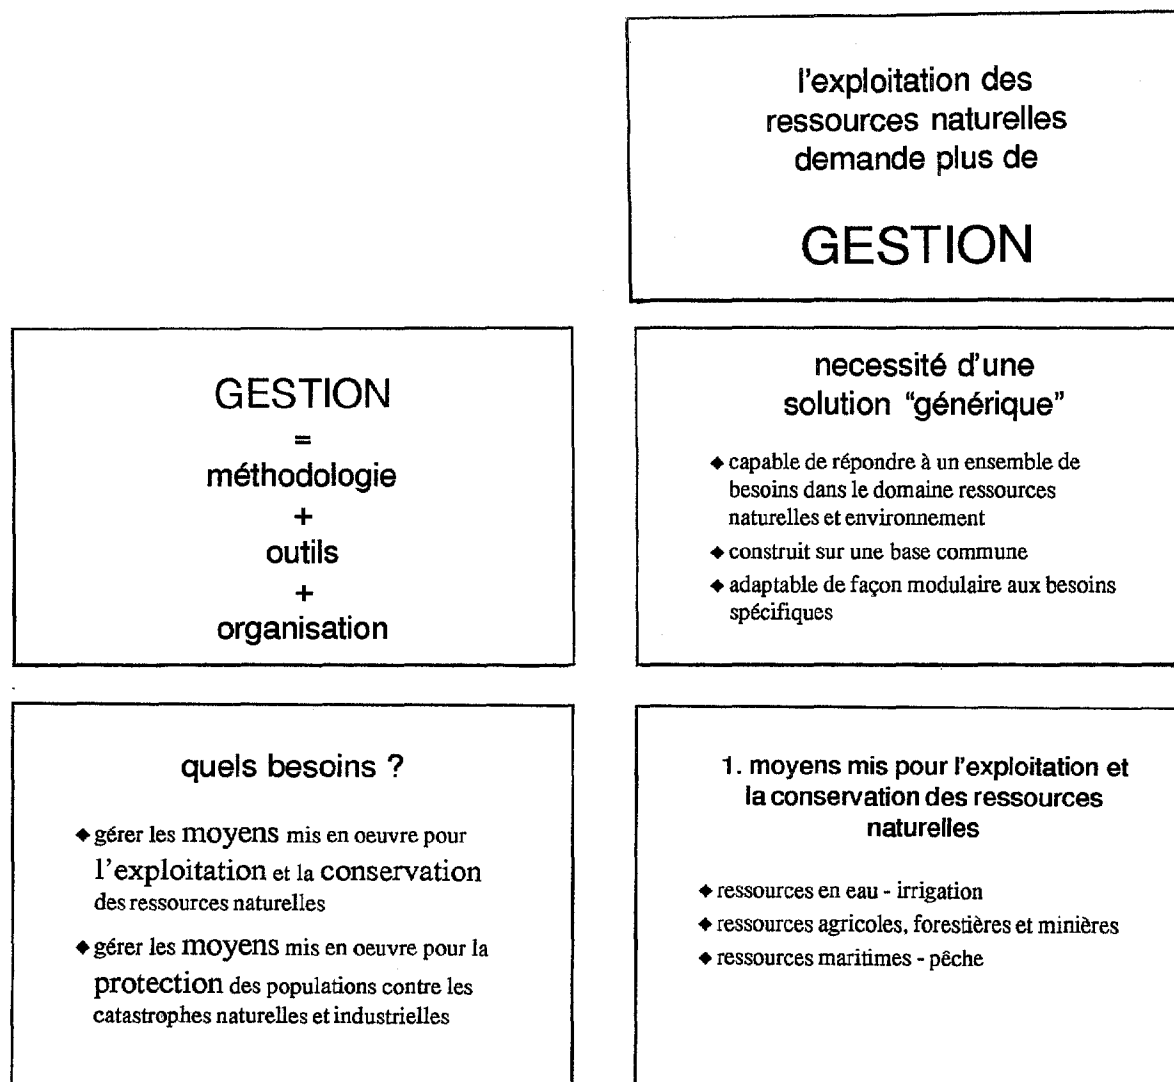 l'exploitation des
ressources naturelles
demande plus de
GESTION
GESTION
=
méthodologie
+
outils
+
organisation
necessité d'une
solution "générique"
◆ capable de répondre à un ensemble de
besoins dans le domaine ressources
naturelles et environnement
◆ construit sur une base commune
◆ adaptable de façon modulaire aux besoins
spécifiques
quels besoins ?
◆ gérer les moyens mis en oeuvre pour
l'exploitation et la conservation
des ressources naturelles
◆ gérer les moyens mis en oeuvre pour la
protection des populations contre les
catastrophes naturelles et industrielles
1. moyens mis pour l'exploitation et
la conservation des ressources
naturelles
◆ ressources en eau - irrigation
◆ ressources agricoles, forestières et minières
◆ ressources maritimes - pêche